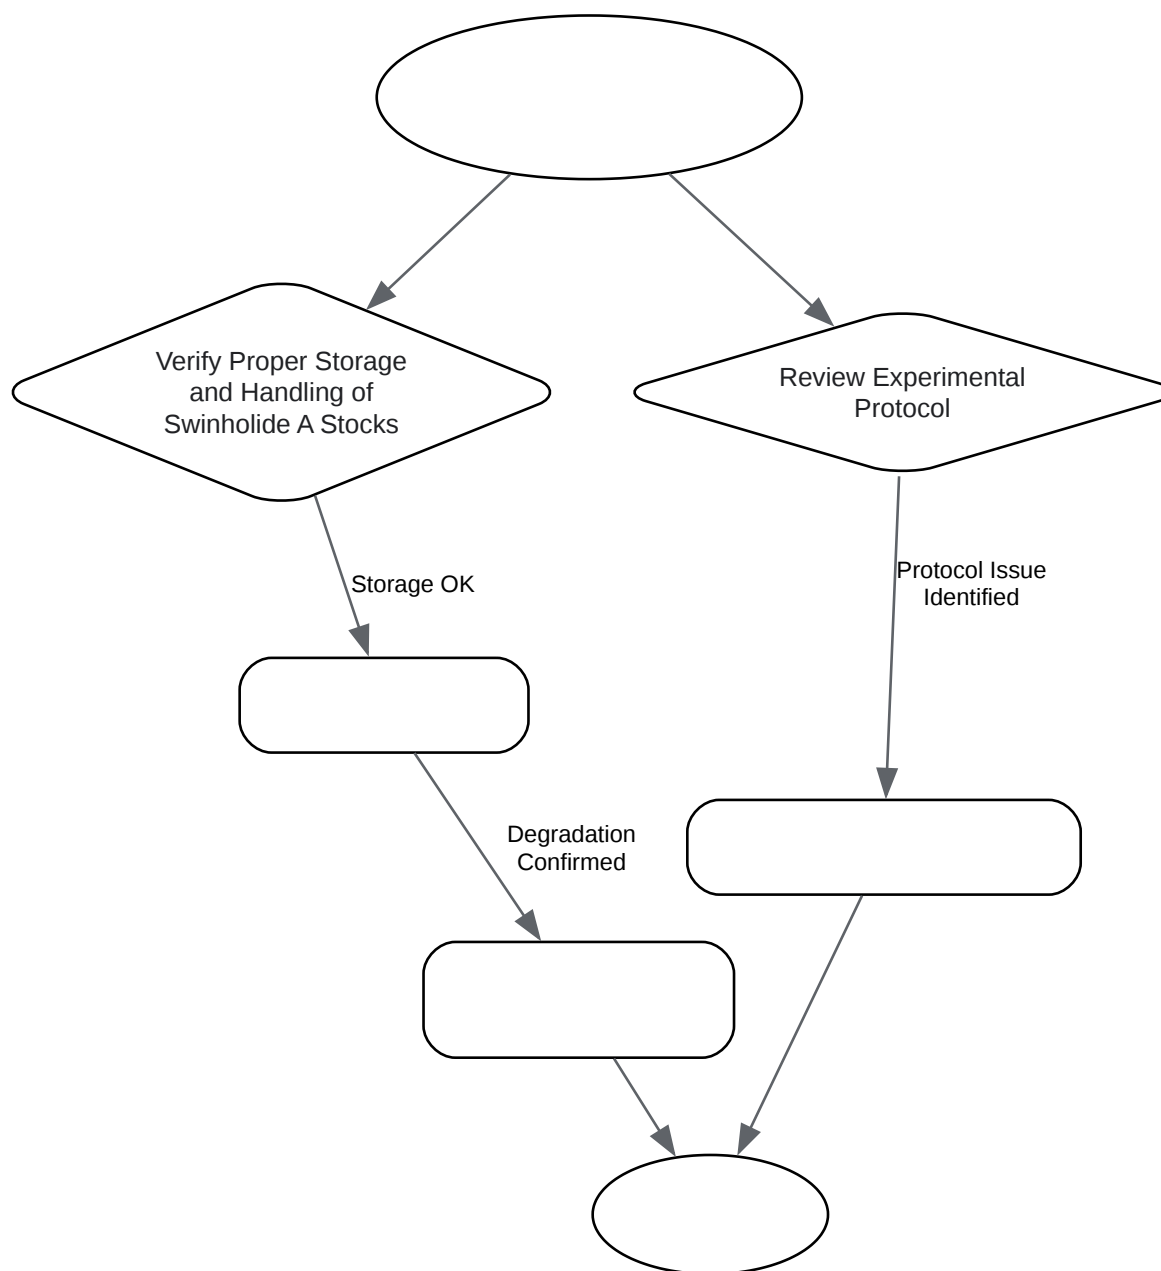 Verify Proper Storage
and Handling of
Swinholide A Stocks
Review Experimental
Protocol
Storage OK
Protocol Issue
Identified
Degradation
Confirmed